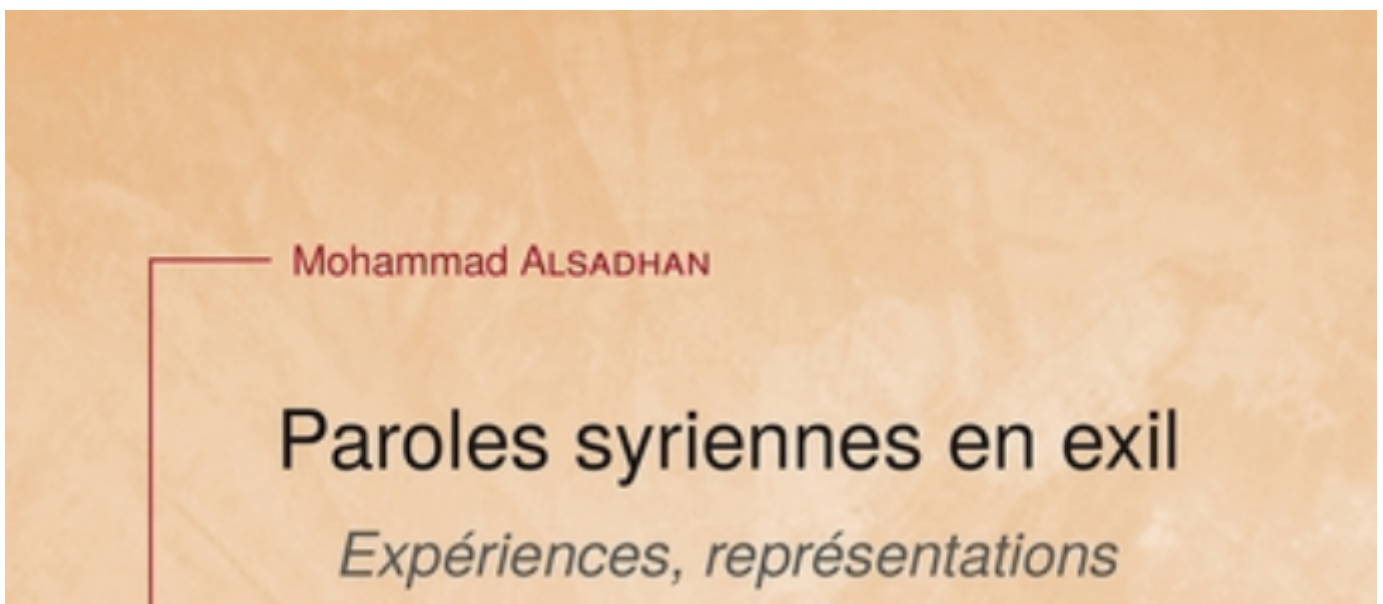 Mohammad ALSADHAN
Paroles syriennes en exil
Expériences, représentations